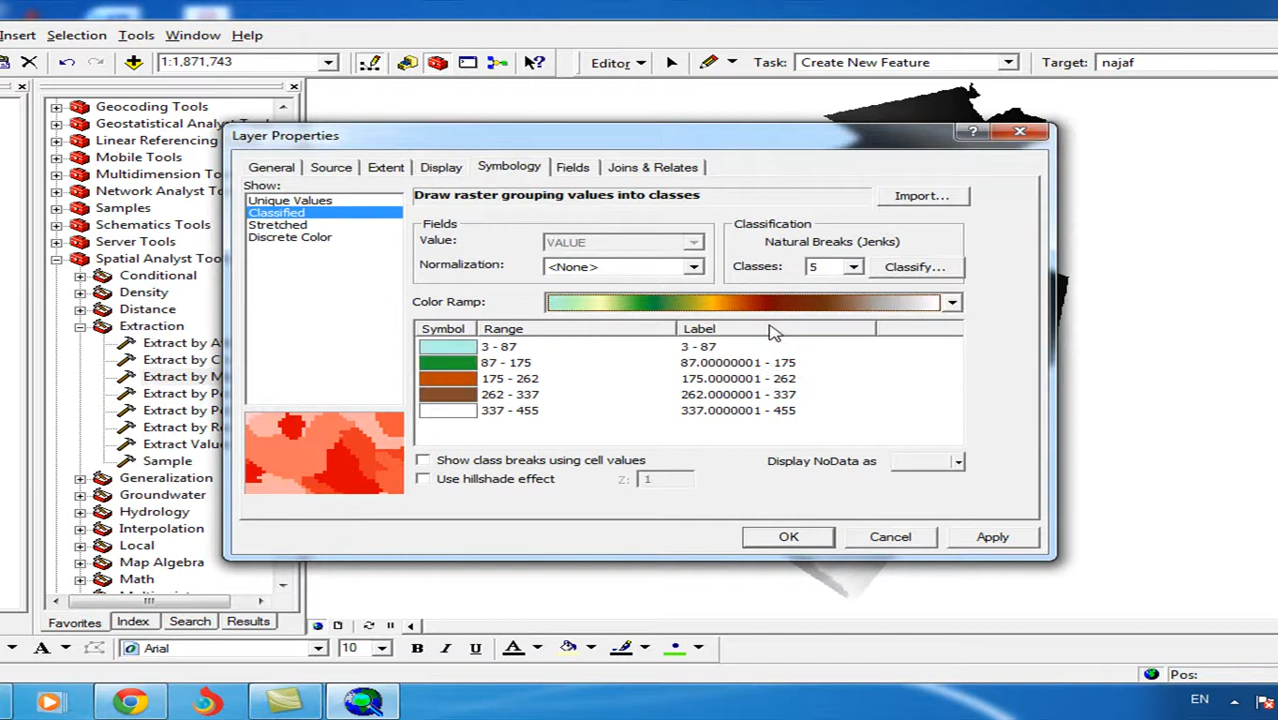 Insert Selection Tools Window Help
1:1,871,743 Editor Task: Create New Feature Target: najaf
Geocoding Tools
Geostatistical Analyst
Linear Referencing
Mobile Tools
Multidimension
Network Analyst
Samples
Schematics Tools
Server Tools
Spatial Analyst Too
Conditional
Density
Distance
Extraction
Extract by A
Extract by C
Extract by M
Extract by Po
Extract by
Extract by R
Extract Valu
Sample
Generalization
Groundwater
Hydrology
Interpolation
Local
Map Algebra
Math
Favorites Index Search Results
Layer Properties
General Source Extent Display Symbology Fields Joins & Relates
Show:
Unique Values
Classified
Stretched
Discrete Color
Draw raster grouping values into classes
Import...
Fields
Value: VALUE
Normalization: <None>
Classification
Natural Breaks (Jenks)
Classes: 5 Classify...
Color Ramp:
Symbol Range Label
3 - 87 3 - 87
87 - 175 87.00000001 - 175
175 - 262 175.0000001 - 262
262 - 337 262.0000001 - 337
337 - 455 337.0000001 - 455
Show class breaks using cell values
Display NoData as
Use hillshade effect Z: 1
OK Cancel Apply
A Arial 10 B I U A
Pos:
EN